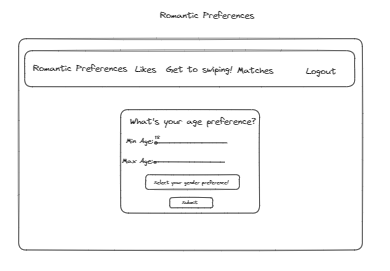 Romantic Preferences
Romantic Preferences Likes Get to swiping! Matches Logout
What's your age preference?
18
Min Age:
Max Age:
Select your gender preference!
Submit